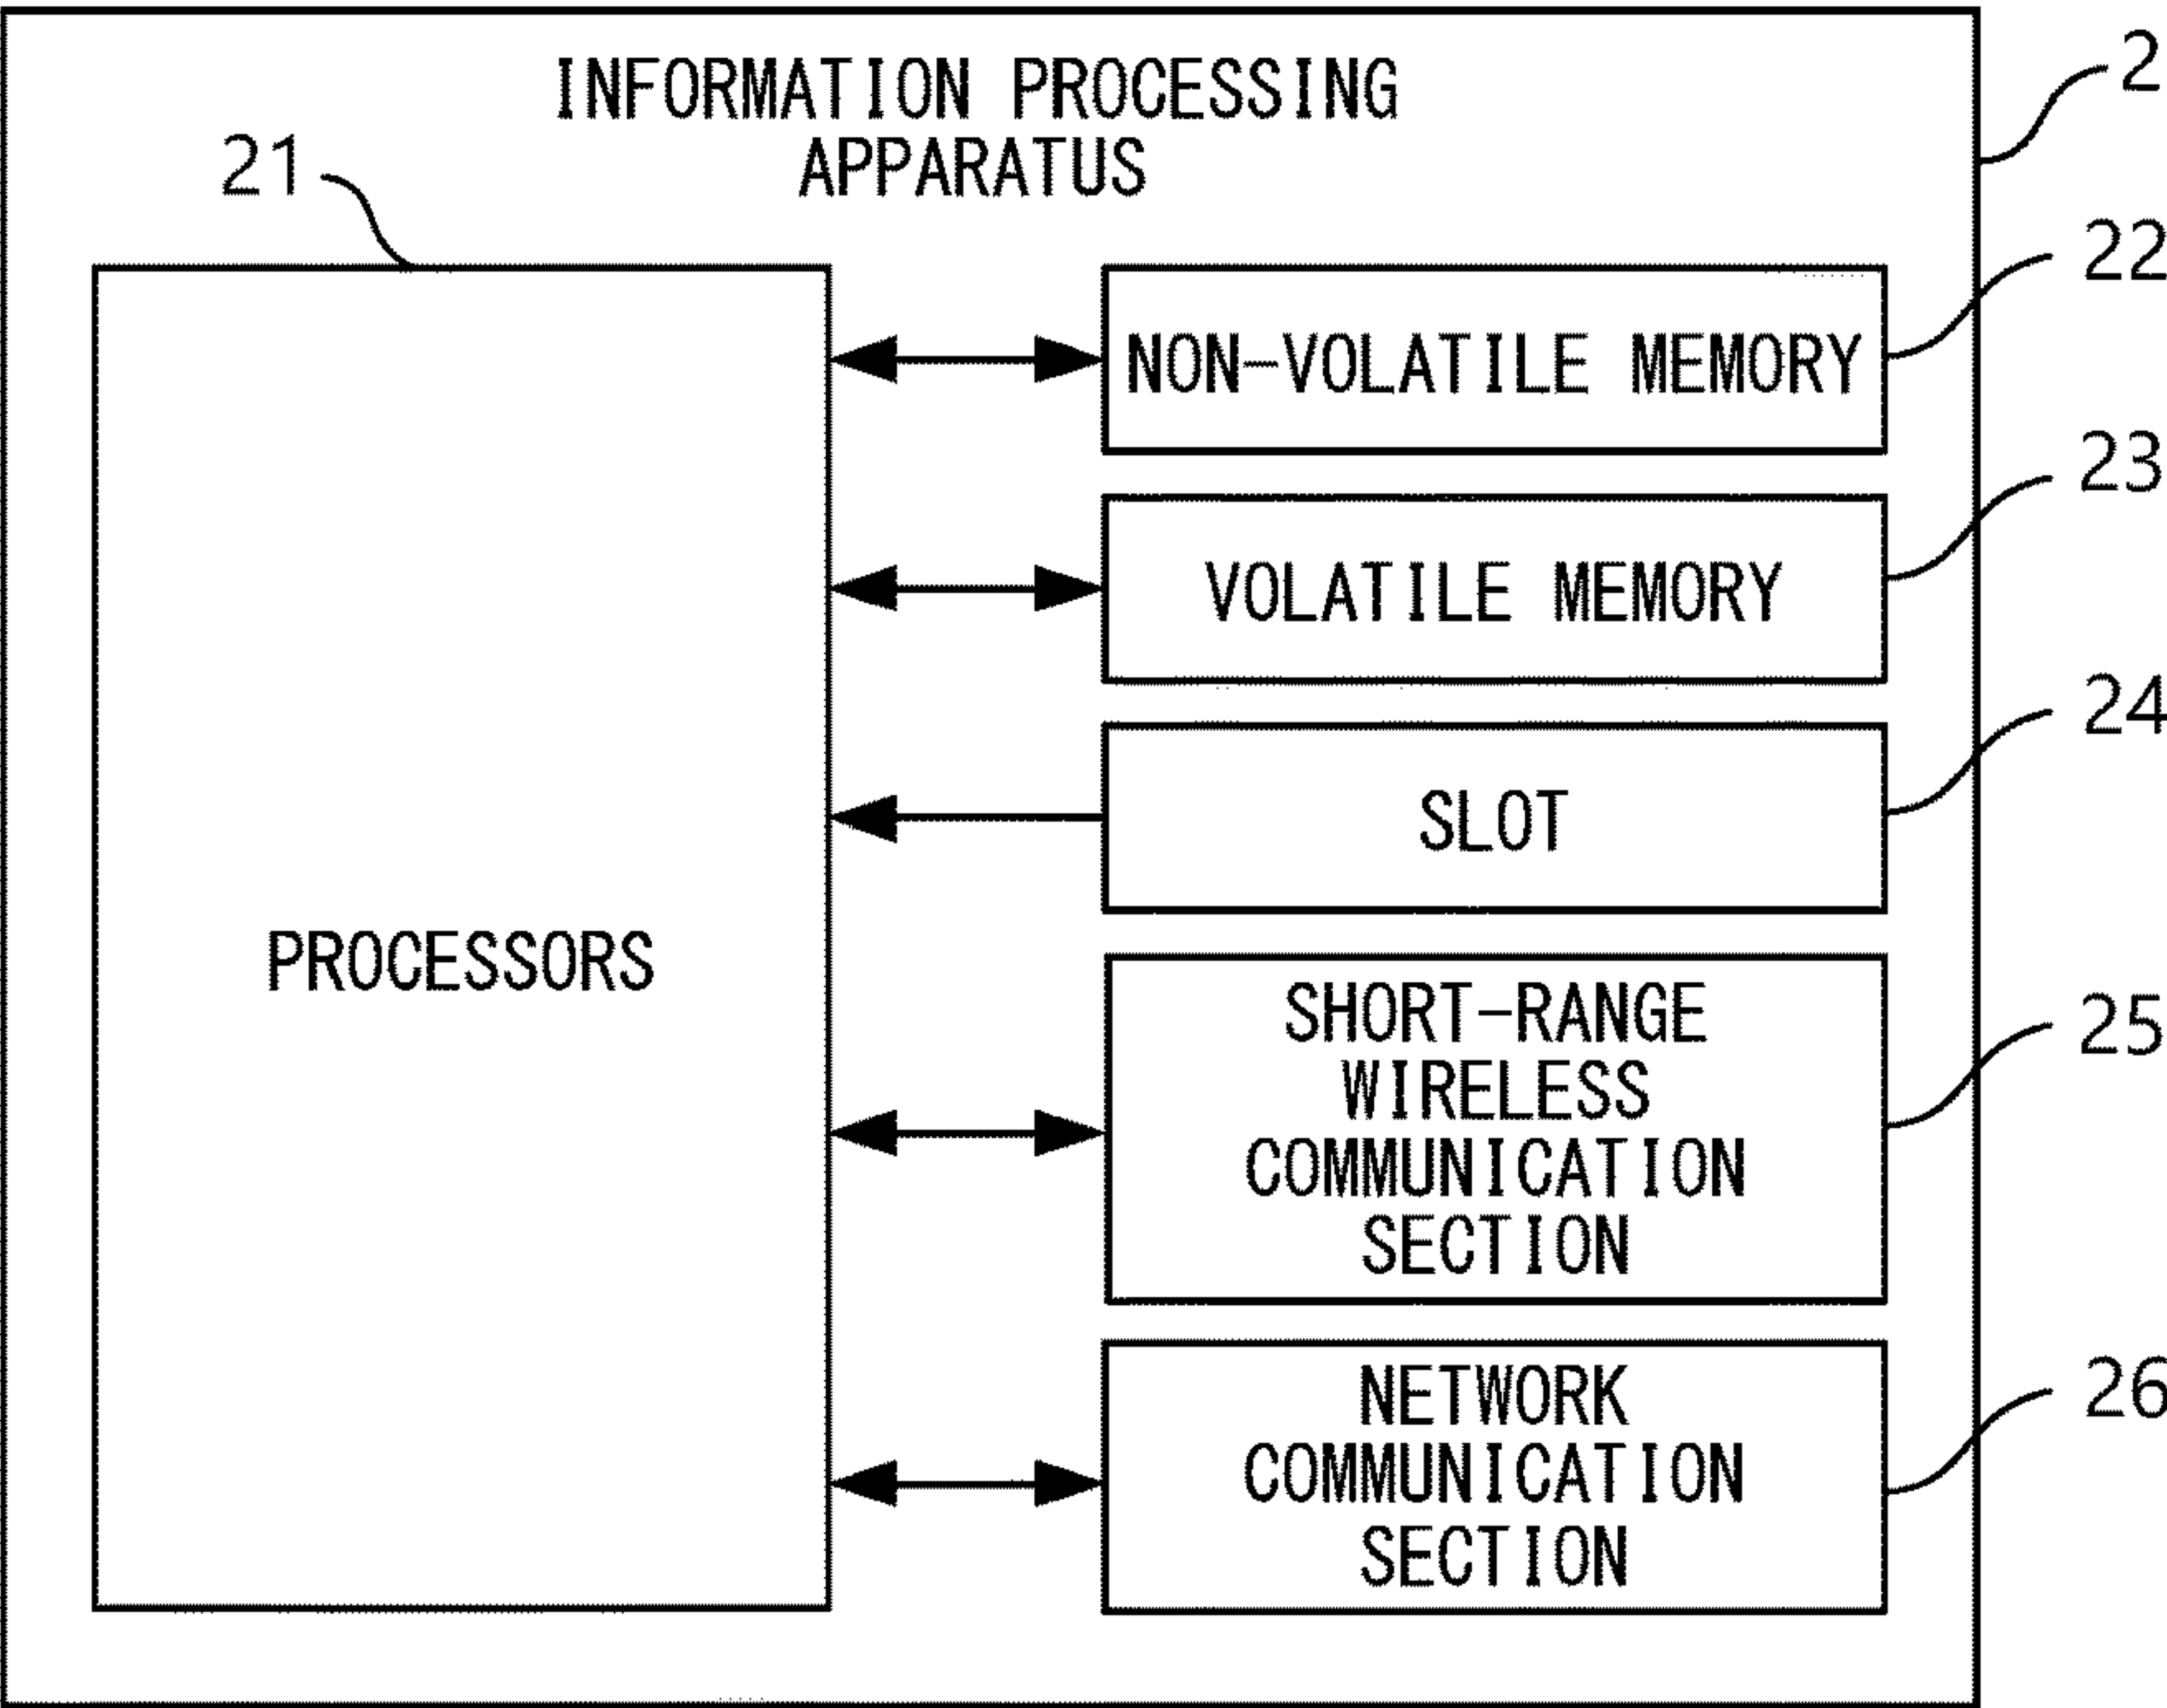 INFORMATION PROCESSING
APPARATUS
2
21
22
NON-VOLATILE MEMORY
23
VOLATILE MEMORY
24
SLOT
PROCESSORS
25
SHORT-RANGE
WIRELESS
COMMUNICATION
SECTION
26
NETWORK
COMMUNICATION
SECTION